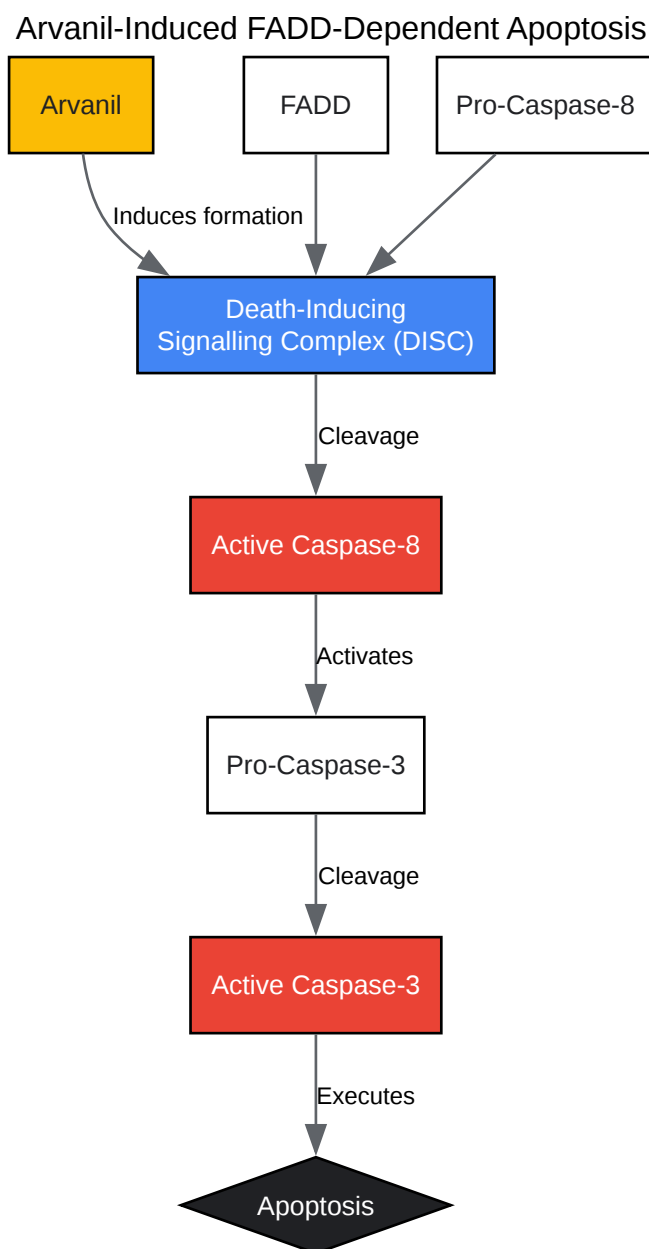 Arvanil-Induced FADD-Dependent Apoptosis
Arvanil
FADD
Pro-Caspase-8
Induces formation
Death-Inducing
Signalling Complex (DISC)
Cleavage
Active Caspase-8
Activates
Pro-Caspase-3
Cleavage
Active Caspase-3
Executes
Apoptosis